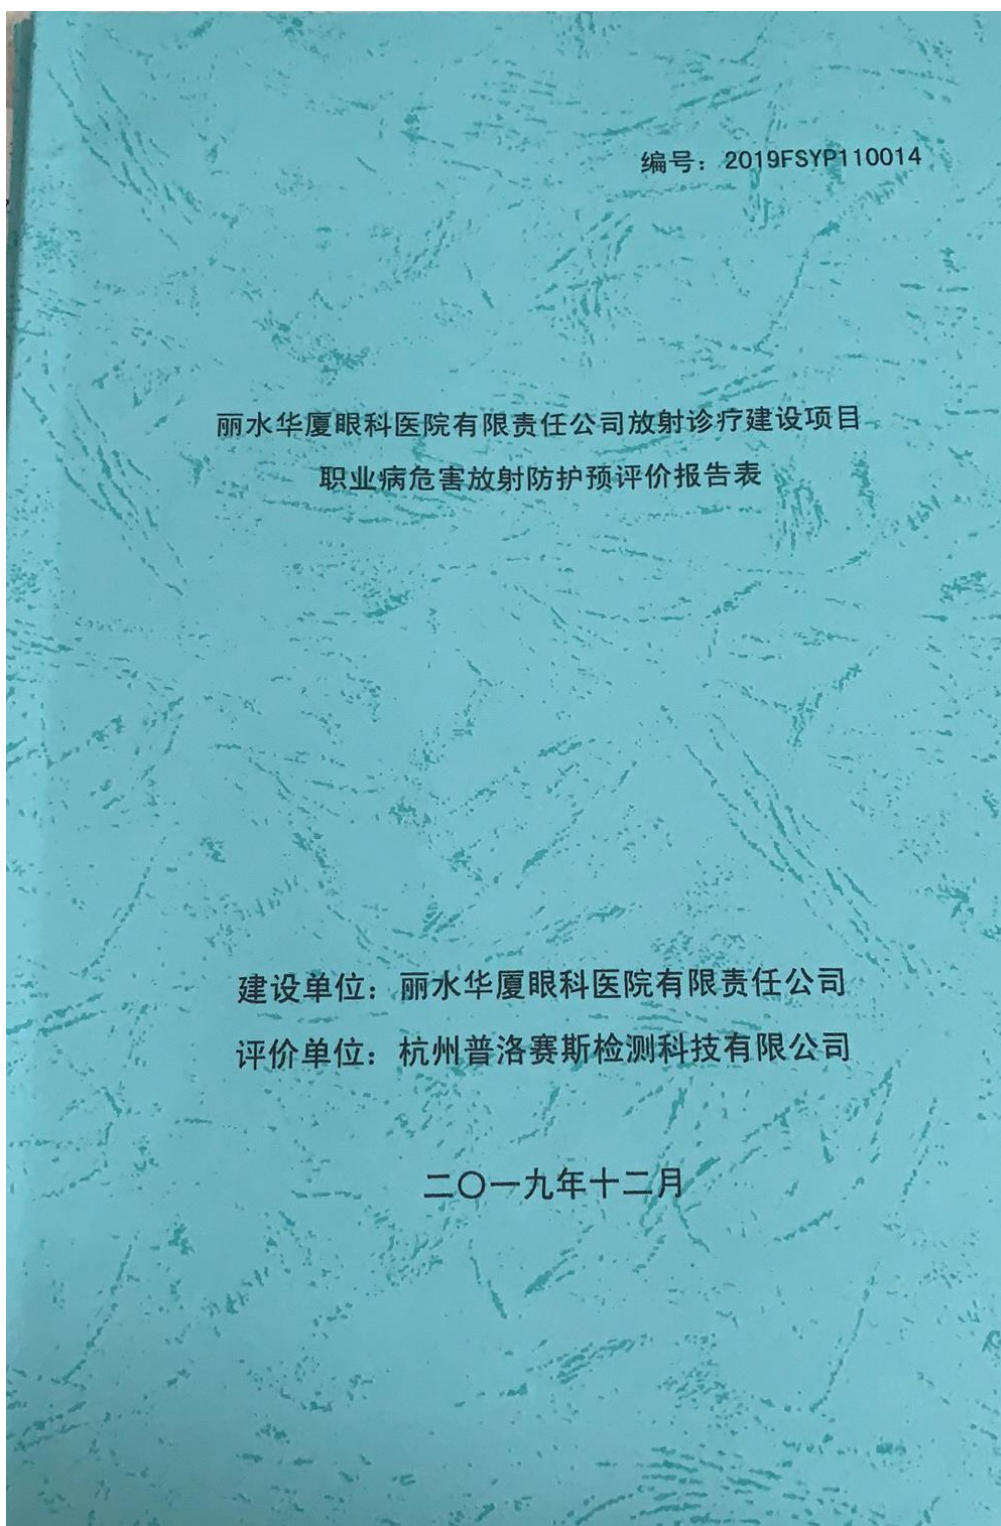 编号：2019FSYP110014
丽水华厦眼科医院有限责任公司放射诊疗建设项目
职业病危害放射防护预评价报告表
建设单位：丽水华厦眼科医院有限责任公司
评价单位：杭州普洛赛斯检测科技有限公司
二〇一九年十二月